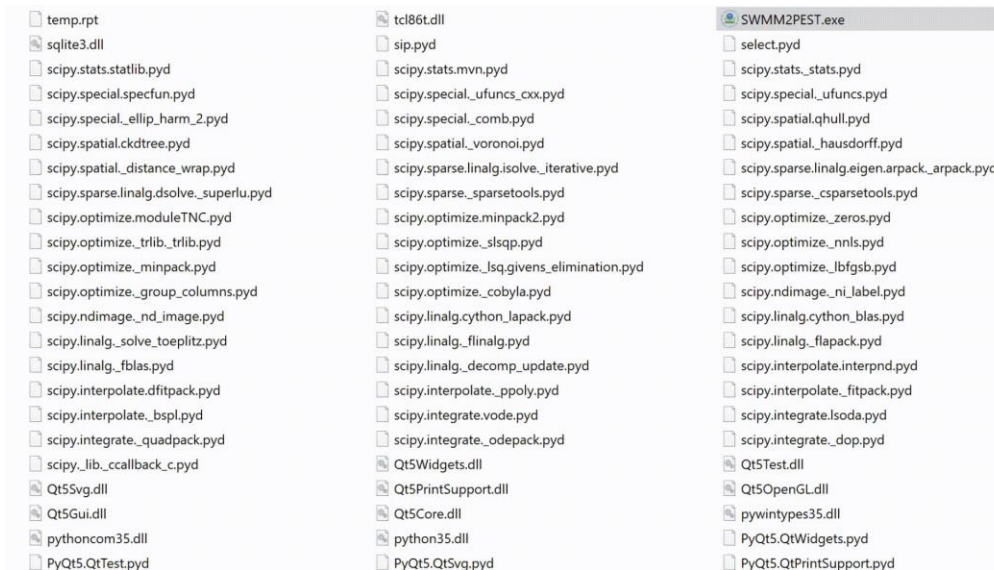 temp.rpt tcl86t.dll SWMM2PEST.exe
sqlite3.dll sip.pyd select.pyd
scipy.stats.statlib.pyd scipy.stats.mvn.pyd scipy.stats._stats.pyd
scipy.special.specfun.pyd scipy.special._ufuncs_cxx.pyd scipy.special._ufuncs.pyd
scipy.special._ellip_harm_2.pyd scipy.special._comb.pyd scipy.spatial.qhull.pyd
scipy.spatial.ckdtree.pyd scipy.spatial._voronoi.pyd scipy.spatial._hausdorff.pyd
scipy.spatial._distance_wrap.pyd scipy.sparse.linalg.isolve._iterative.pyd scipy.sparse.linalg.eigen.arpack._arpack.pyd
scipy.sparse.linalg.dsolve._superlu.pyd scipy.sparse._sparsetools.pyd scipy.sparse._csparsetools.pyd
scipy.optimize.moduleTNC.pyd scipy.optimize.minpack2.pyd scipy.optimize._zeros.pyd
scipy.optimize._trlib._trlib.pyd scipy.optimize._slsqp.pyd scipy.optimize._nnls.pyd
scipy.optimize._minpack.pyd scipy.optimize._lsq.givens_elimination.pyd scipy.optimize._lbfgsb.pyd
scipy.optimize._group_columns.pyd scipy.optimize._cobyla.pyd scipy.ndimage._ni_label.pyd
scipy.ndimage._nd_image.pyd scipy.linalg.cython_lapack.pyd scipy.linalg.cython_blas.pyd
scipy.linalg._solve_toeplitz.pyd scipy.linalg._flinalg.pyd scipy.linalg._flapack.pyd
scipy.linalg._fblas.pyd scipy.linalg._decomp_update.pyd scipy.interpolate.interpnd.pyd
scipy.interpolate.dfitpack.pyd scipy.interpolate._ppoly.pyd scipy.interpolate._fitpack.pyd
scipy.interpolate._bspl.pyd scipy.integrate.vode.pyd scipy.integrate.lsoda.pyd
scipy.integrate._quadpack.pyd scipy.integrate._odepack.pyd scipy.integrate._dop.pyd
scipy._lib._ccallback_c.pyd Qt5Widgets.dll Qt5Test.dll
Qt5Svg.dll Qt5PrintSupport.dll Qt5OpenGL.dll
Qt5Gui.dll Qt5Core.dll pywintypes35.dll
pythoncom35.dll python35.dll PyQt5.QtWidgets.pyd
PyQt5.QtTest.pyd PyQt5.QtSvg.pyd PyQt5.QtPrintSupport.pyd